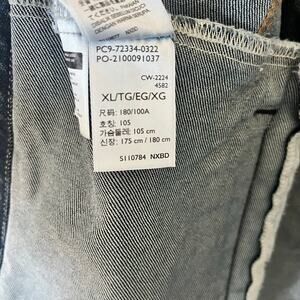 PC9-72334-0322
PO-2100091037
CW-2224
4582
XL/TG/EG/XG
尺码: 180/100A
호칭: 105
가슴둘레: 105 cm
신장: 175 cm / 180 cm
S110784 NXBD